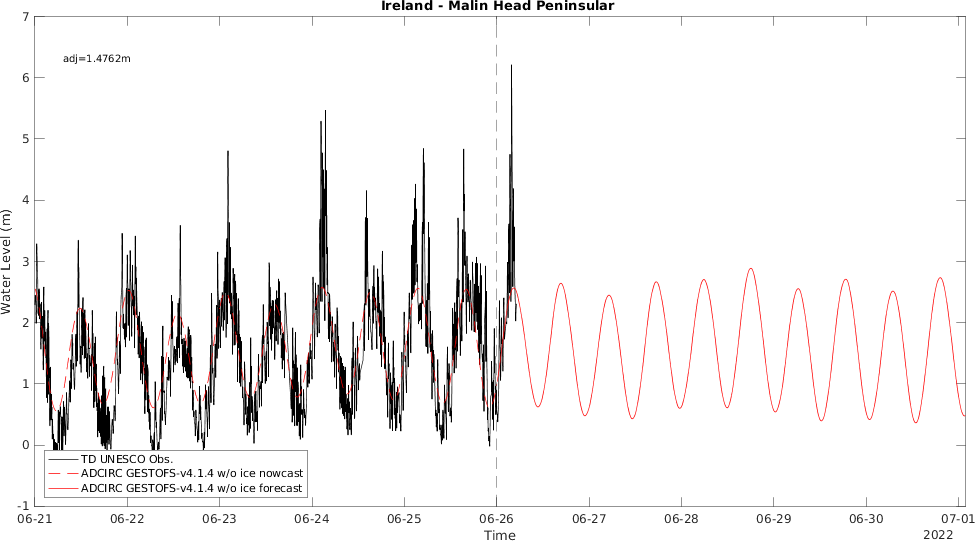 Ireland - Malin Head Peninsular
adj=1.4762m
Water Level (m)
7
6
5
4
3
2
1
0
-1
TD UNESCO Obs.
ADCIRC GESTOFS-v4.1.4 w/o ice nowcast
ADCIRC GESTOFS-v4.1.4 w/o ice forecast
06-21 06-22 06-23 06-24 06-25 06-26 06-27 06-28 06-29 06-30 07-01
Time
2022